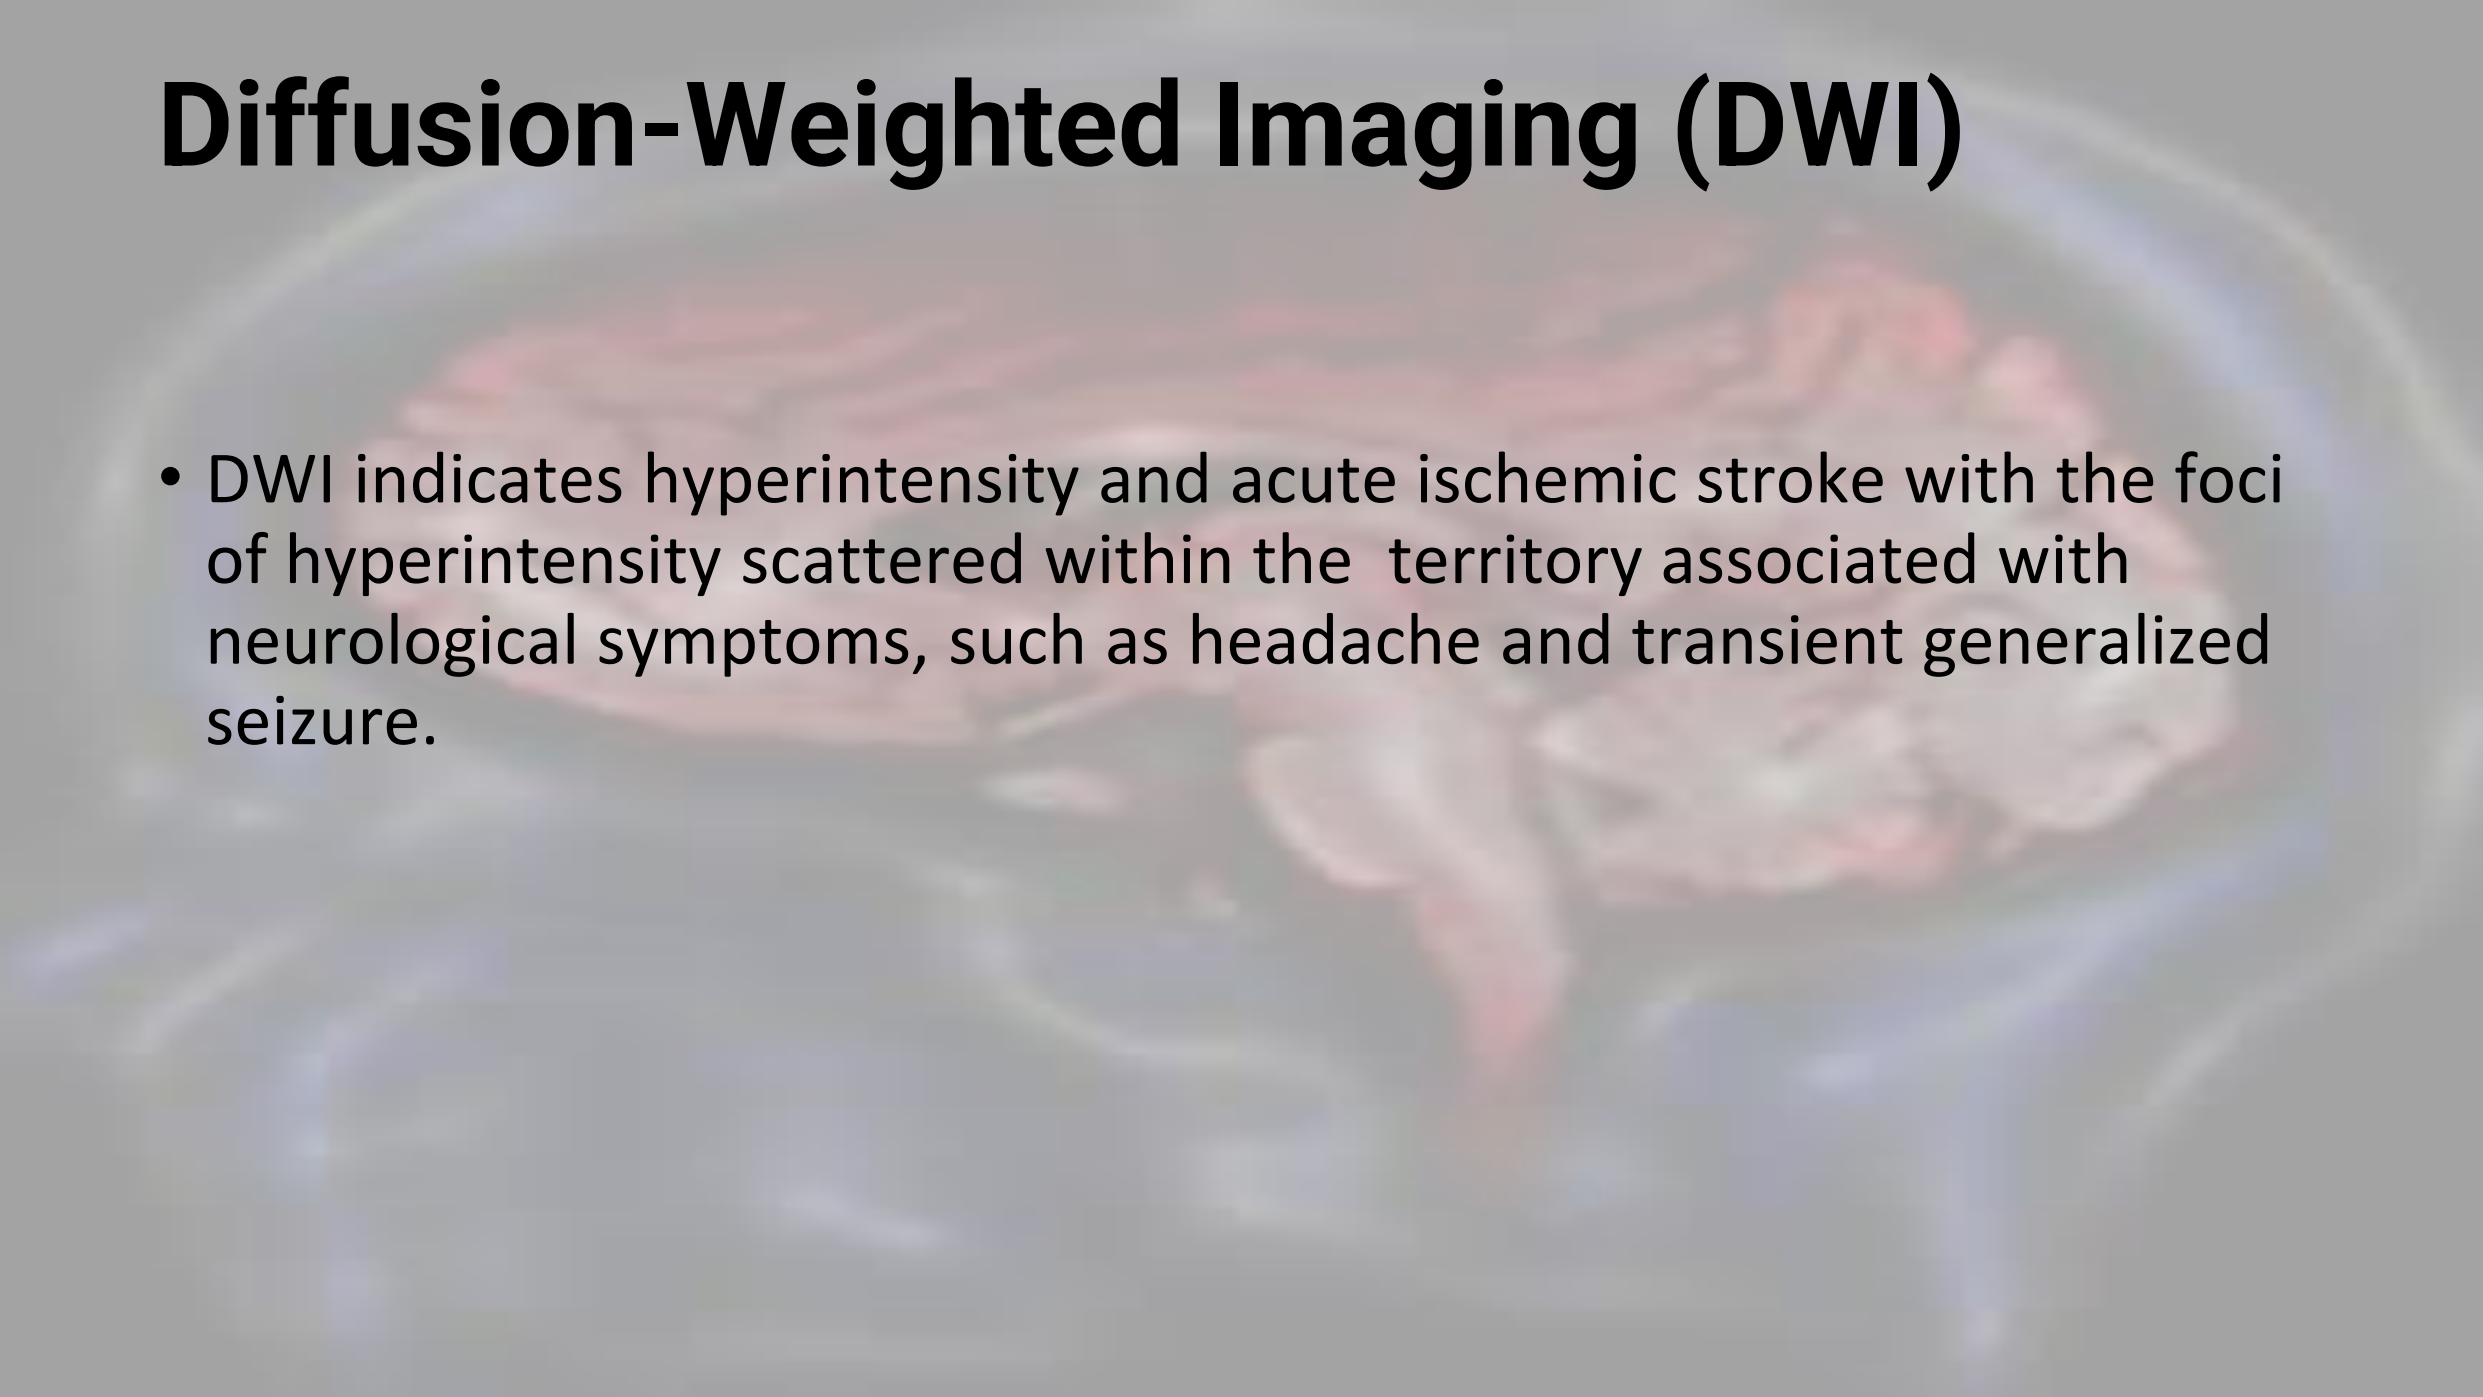 Diffusion-Weighted Imaging (DWI)
• DWI indicates hyperintensity and acute ischemic stroke with the foci
of hyperintensity scattered within the  territory associated with
neurological symptoms, such as headache and transient generalized
seizure.